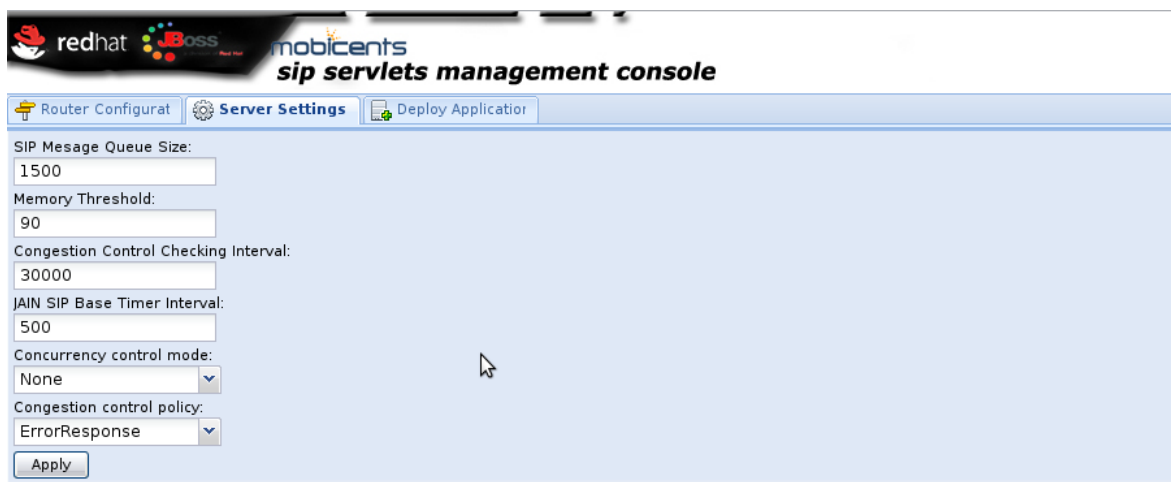 redhat JBoss
mobicents
sip servlets management console
Router Configurat
Server Settings
Deploy Application
SIP Mesage Queue Size:
1500
Memory Threshold:
90
Congestion Control Checking Interval:
30000
JAIN SIP Base Timer Interval:
500
Concurrency control mode:
None
Congestion control policy:
ErrorResponse
Apply